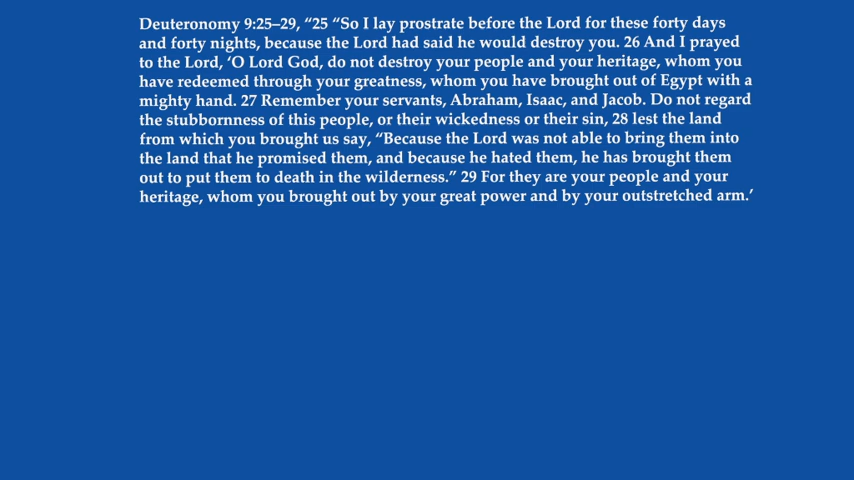 Deuteronomy 9:25–29, “25 “So I lay prostrate before the Lord for these forty days
and forty nights, because the Lord had said he would destroy you. 26 And I prayed
to the Lord, ‘O Lord God, do not destroy your people and your heritage, whom you
have redeemed through your greatness, whom you have brought out of Egypt with a
mighty hand. 27 Remember your servants, Abraham, Isaac, and Jacob. Do not regard
the stubbornness of this people, or their wickedness or their sin, 28 lest the land
from which you brought us say, “Because the Lord was not able to bring them into
the land that he promised them, and because he hated them, he has brought them
out to put them to death in the wilderness.” 29 For they are your people and your
heritage, whom you brought out by your great power and by your outstretched arm.’